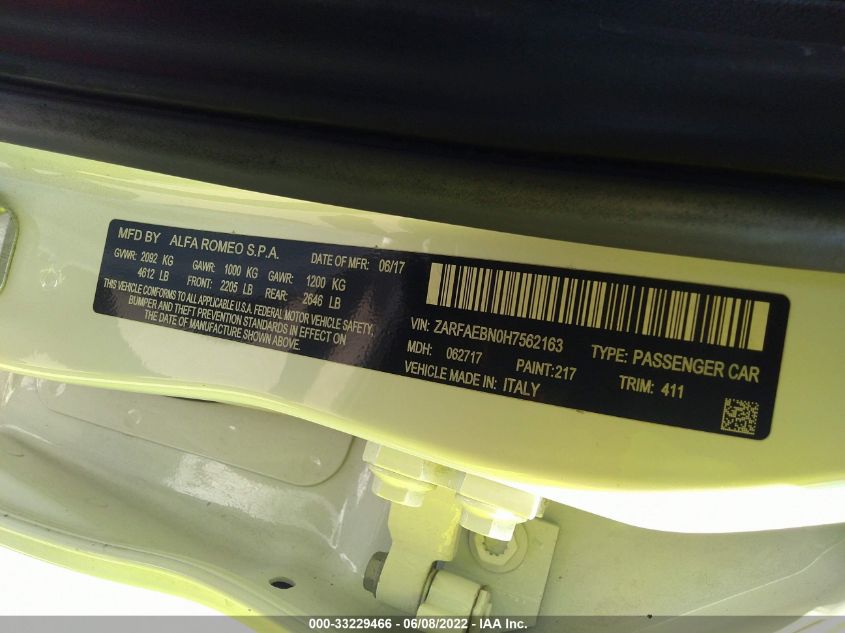 MFD BY ALFA ROMEO S.P.A. DATE OF MFR: 06/17
GVWR: 2092 KG GAWR: 1000 KG GAWR: 1200 KG
4612 LB FRONT: 2205 LB REAR: 2646 LB
THIS VEHICLE CONFORMS TO ALL APPLICABLE U.S.A. FEDERAL MOTOR VEHICLE SAFETY,
BUMPER AND THEFT PREVENTION STANDARDS IN EFFECT ON
THE DATE OF MANUFACTURE SHOWN ABOVE.
VIN: ZARFAEBN0H7562163 TYPE: PASSENGER CAR
MDH: 062717 PAINT:217 TRIM: 411
VEHICLE MADE IN: ITALY
000-33229466 - 06/08/2022 - IAA Inc.